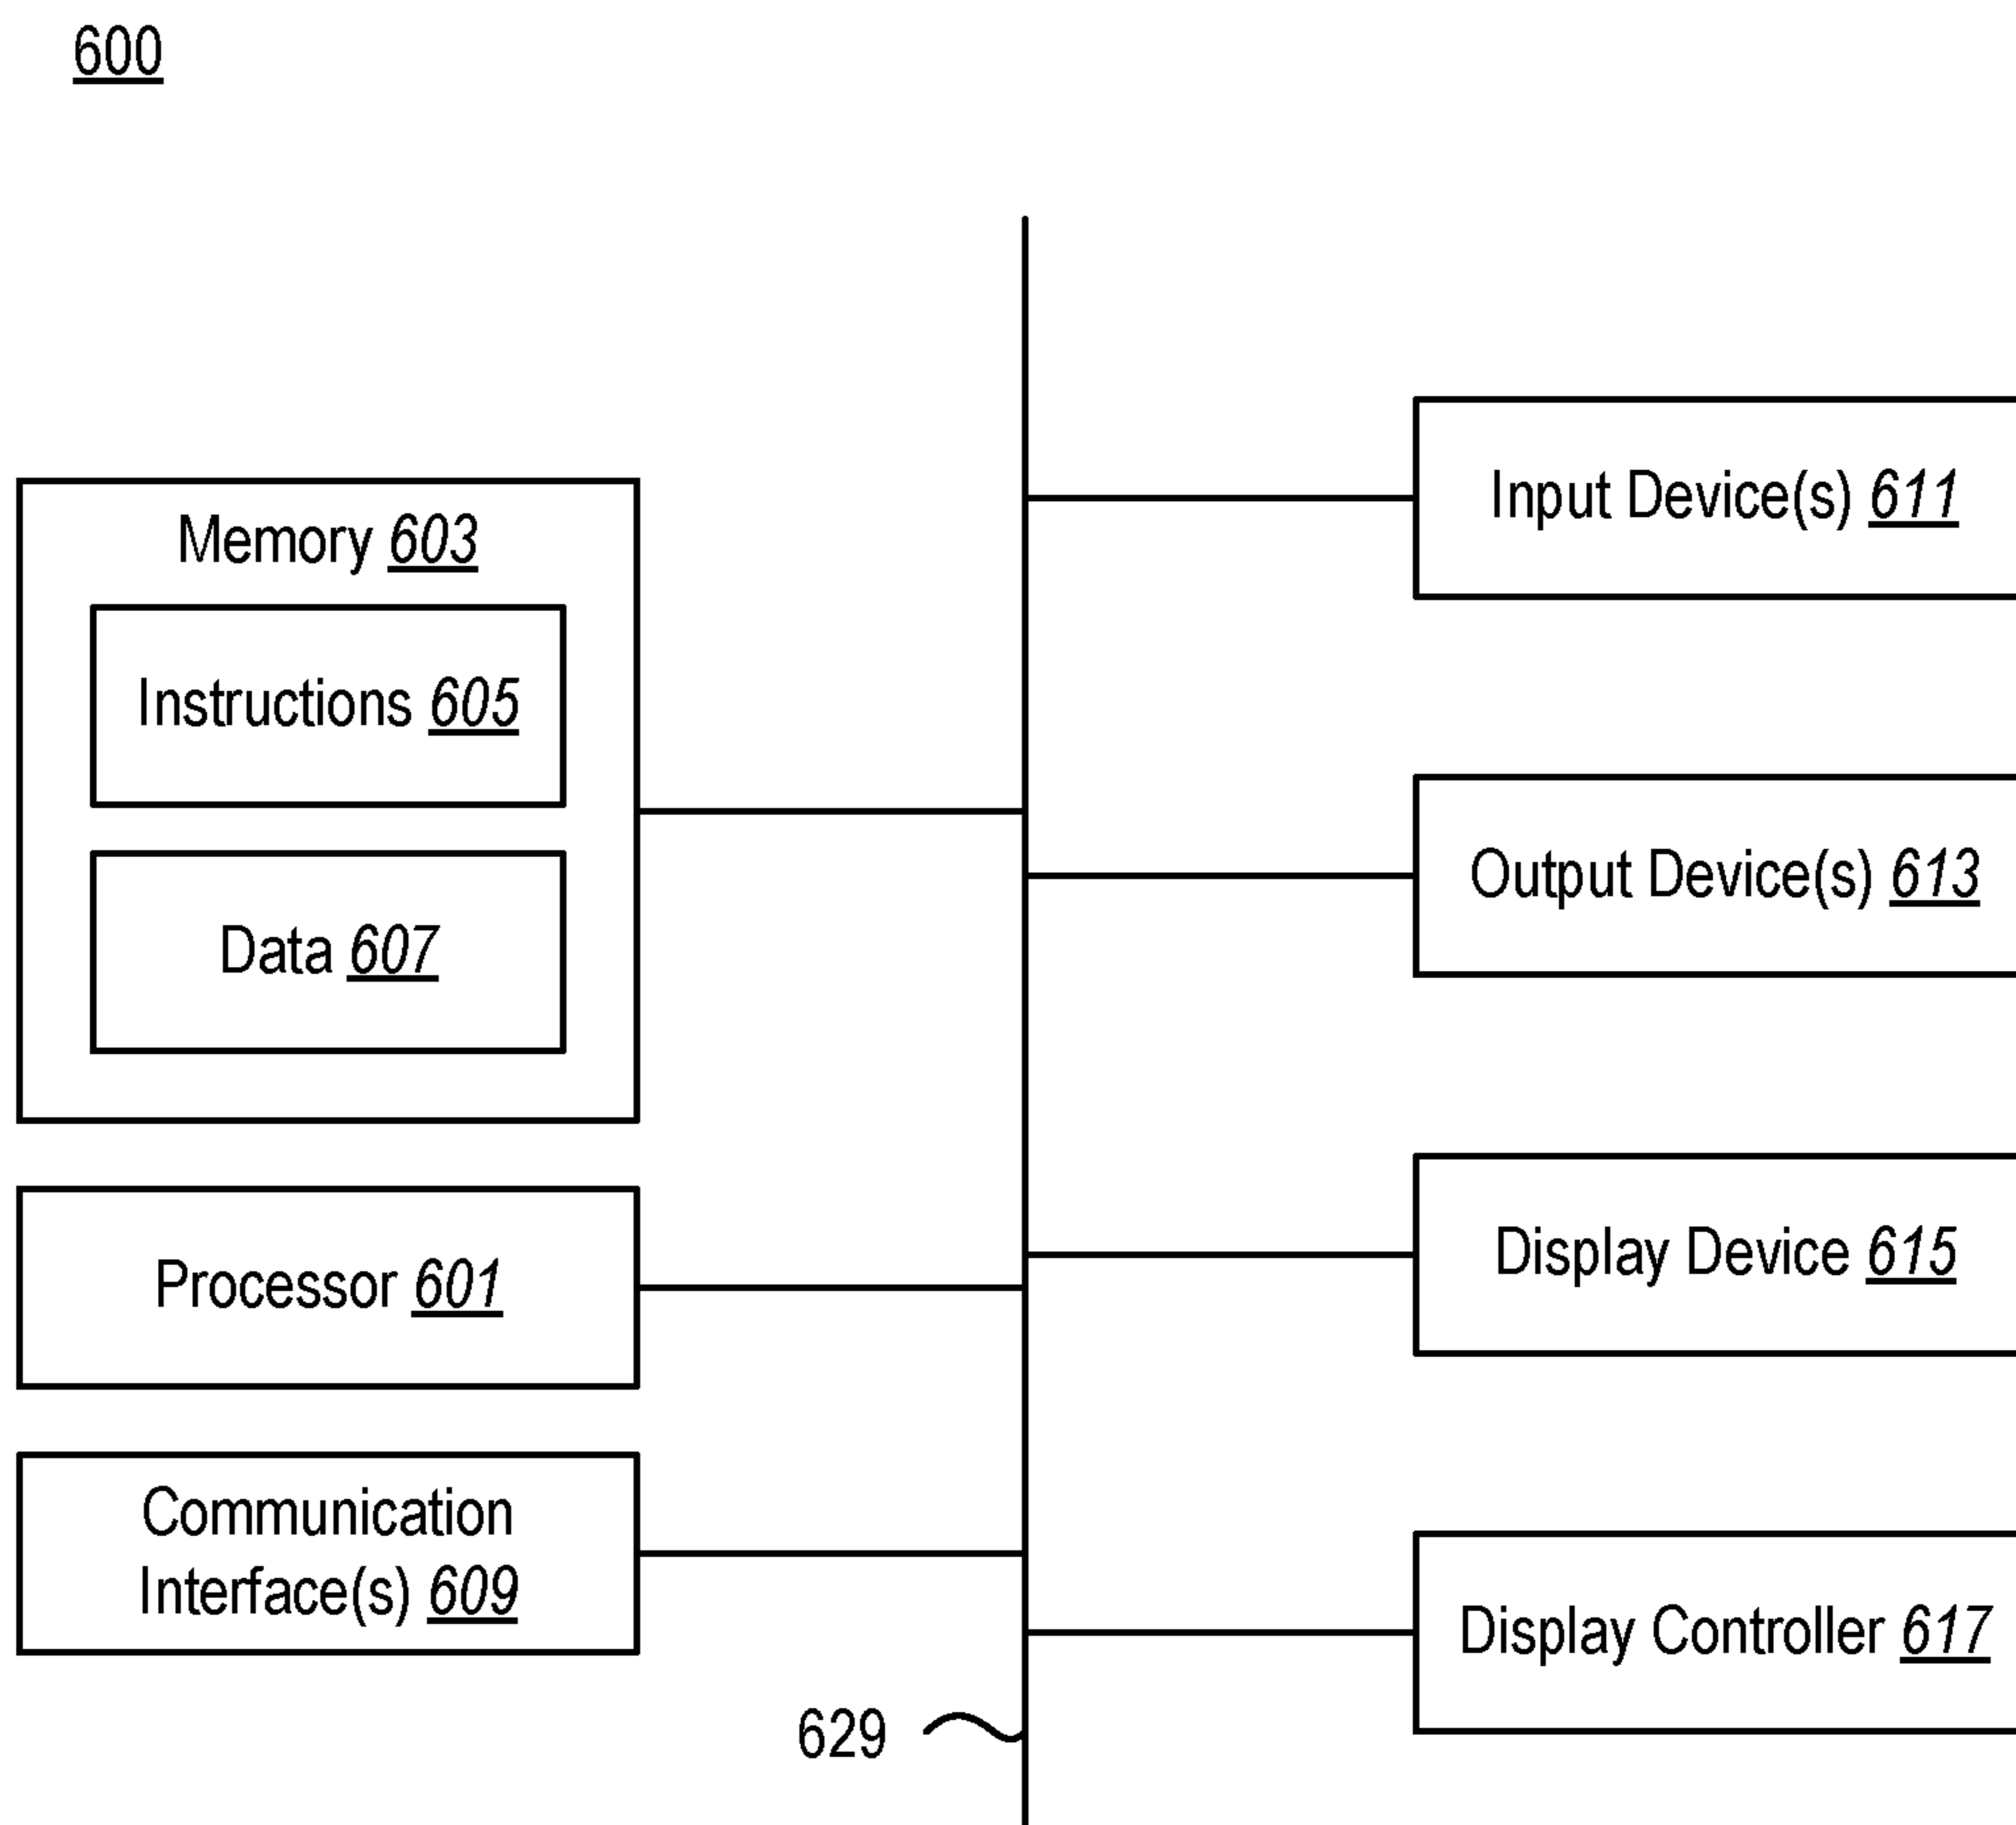 600
Memory 603
Instructions 605
Data 607
Processor 601
Communication
Interface(s) 609
Input Device(s) 611
Output Device(s) 613
Display Device 615
Display Controller 617
629